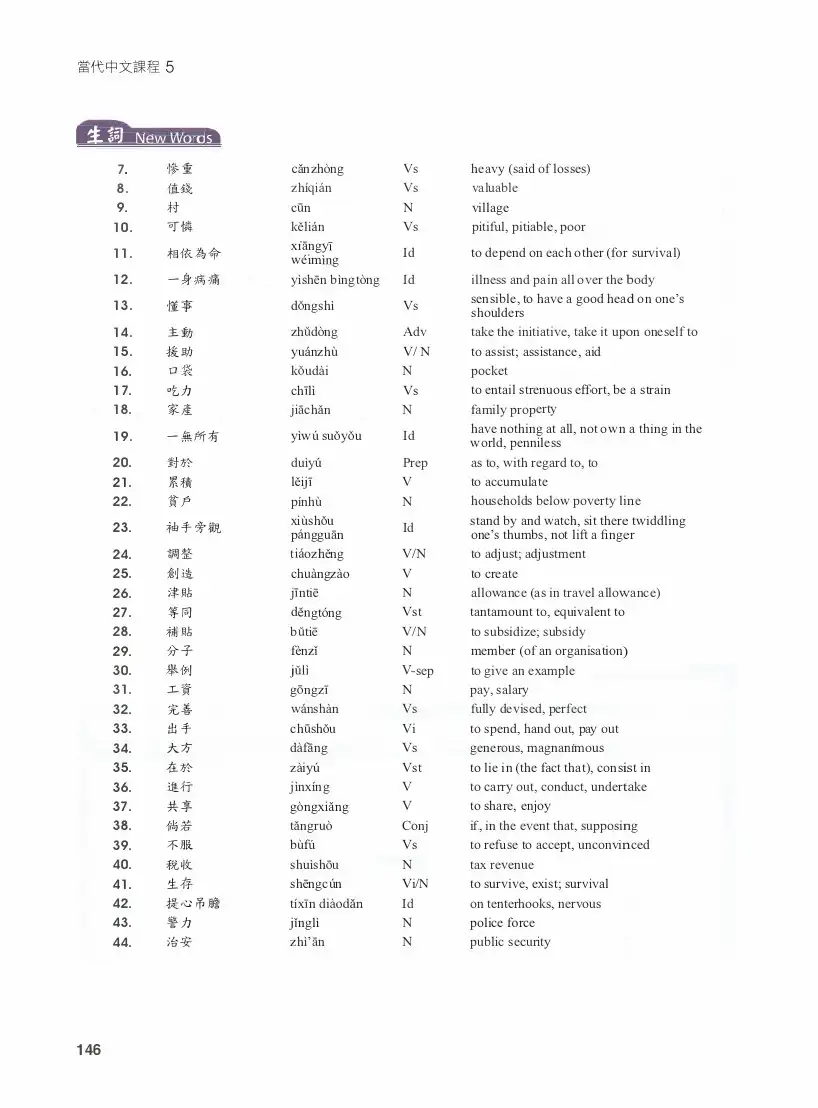 當代中文課程 5
生詞 New Words
7. 慘重 cǎnzhòng Vs heavy (said of losses)
8. 值錢 zhíqián Vs valuable
9. 村 cūn N village
10. 可憐 kělián Vs pitiful, pitiable, poor
11. 相依為命 xiāngyī wéimìng Id to depend on each other (for survival)
12. 一身病痛 yìshēn bìngtòng Id illness and pain all over the body
13. 懂事 dǒngshì Vs sensible, to have a good head on one's shoulders
14. 主動 zhǔdòng Adv take the initiative, take it upon oneself to
15. 援助 yuánzhù V/ N to assist; assistance, aid
16. 口袋 kǒudài N pocket
17. 吃力 chīlì Vs to entail strenuous effort, be a strain
18. 家產 jiāchǎn N family property
19. 一無所有 yìwú suǒyǒu Id have nothing at all, not own a thing in the world, penniless
20. 對於 duìyú Prep as to, with regard to, to
21. 累積 lěijī V to accumulate
22. 貧戶 pínhù N households below poverty line
23. 袖手旁觀 xiùshǒu pángguān Id stand by and watch, sit there twiddling one's thumbs, not lift a finger
24. 調整 tiáozhěng V/N to adjust; adjustment
25. 創造 chuàngzào V to create
26. 津貼 jīntiē N allowance (as in travel allowance)
27. 等同 děngtóng Vst tantamount to, equivalent to
28. 補貼 bǔtiē V/N to subsidize; subsidy
29. 分子 fènzǐ N member (of an organisation)
30. 舉例 jǔlì V-sep to give an example
31. 工資 gōngzī N pay, salary
32. 完善 wánshàn Vs fully devised, perfect
33. 出手 chūshǒu Vi to spend, hand out, pay out
34. 大方 dàfāng Vs generous, magnanimous
35. 在於 zàiyú Vst to lie in (the fact that), consist in
36. 進行 jìnxíng V to carry out, conduct, undertake
37. 共享 gòngxiǎng V to share, enjoy
38. 倘若 tǎngruò Conj if, in the event that, supposing
39. 不服 bùfú Vs to refuse to accept, unconvinced
40. 稅收 shuìshōu N tax revenue
41. 生存 shēngcún Vi/N to survive, exist; survival
42. 提心吊膽 tíxīn diàodǎn Id on tenterhooks, nervous
43. 警力 jǐnglì N police force
44. 治安 zhì'ān N public security
146